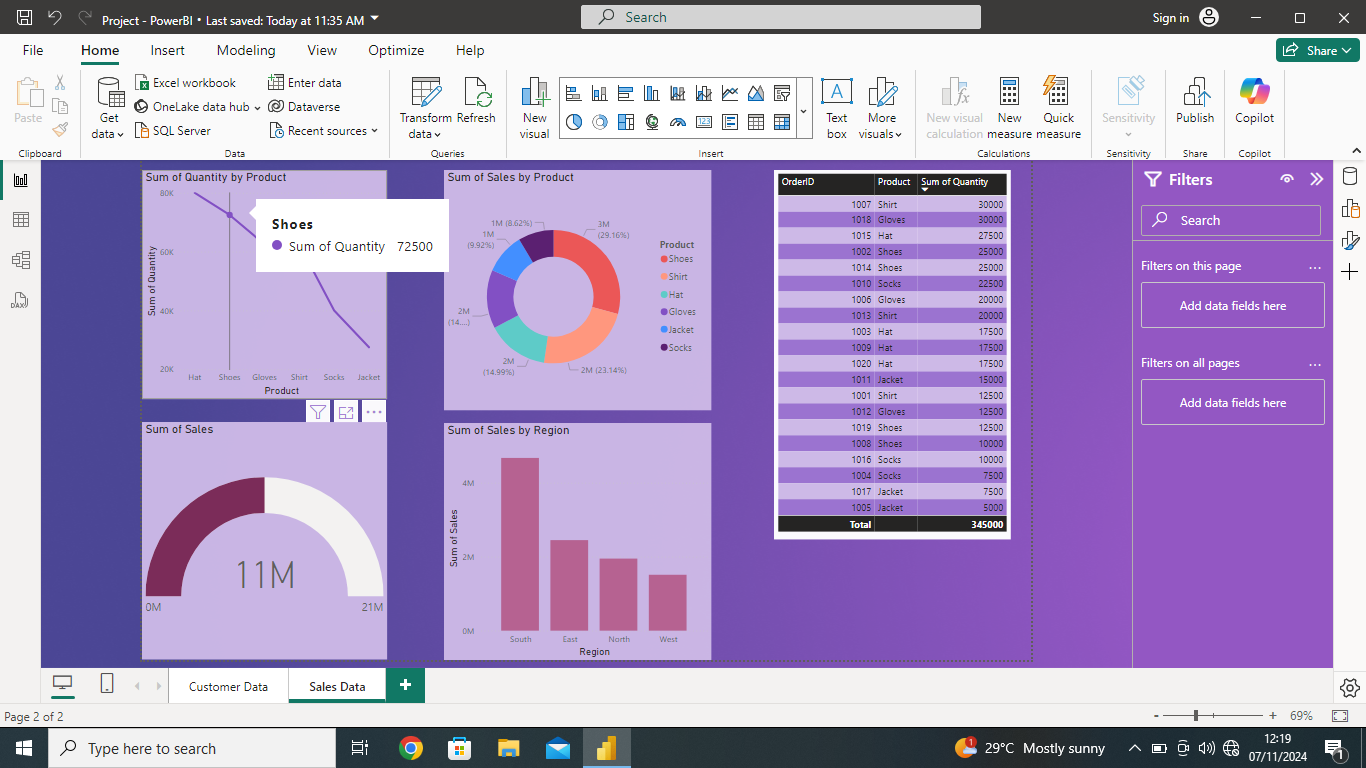 Project - PowerBI • Last saved: Today at 11:35 AM
Search
Sign in
File Home Insert Modeling View Optimize Help
Share
Paste
Clipboard
Get data
Excel workbook
OneLake data hub
SQL Server
Enter data
Dataverse
Recent sources
Data
Transform data
Refresh
Queries
New visual
Text box
More visuals
Insert
New visual calculation
New measure
Quick measure
Calculations
Sensitivity
Sensitivity
Publish
Share
Copilot
Copilot
Sum of Quantity by Product
80K
60K
40K
20K
Sum of Quantity
Hat Shoes Gloves Shirt Socks Jacket
Product
Shoes
Sum of Quantity 72500
Sum of Sales by Product
1M (8.62%)
3M
(29.16%)
1M
(9.92%)
2M
(14....)
2M
(14.99%)
2M (23.14%)
Product
Shoes
Shirt
Hat
Gloves
Jacket
Socks
Sum of Sales
11M
0M
21M
Sum of Sales by Region
4M
2M
0M
Sum of Sales
South East North West
Region
OrderID Product Sum of Quantity
1007 Shirt 30000
1018 Gloves 30000
1015 Hat 27500
1002 Shoes 25000
1014 Shoes 25000
1010 Socks 22500
1006 Gloves 20000
1013 Shirt 20000
1003 Hat 17500
1009 Hat 17500
1020 Hat 17500
1011 Jacket 15000
1001 Shirt 12500
1012 Gloves 12500
1019 Shoes 12500
1008 Shoes 10000
1016 Socks 10000
1004 Socks 7500
1017 Jacket 7500
1005 Jacket 5000
Total 345000
Filters
Search
Filters on this page
Add data fields here
Filters on all pages
Add data fields here
Customer Data
Sales Data
Page 2 of 2
69%
Type here to search
29°C Mostly sunny
12:19
07/11/2024